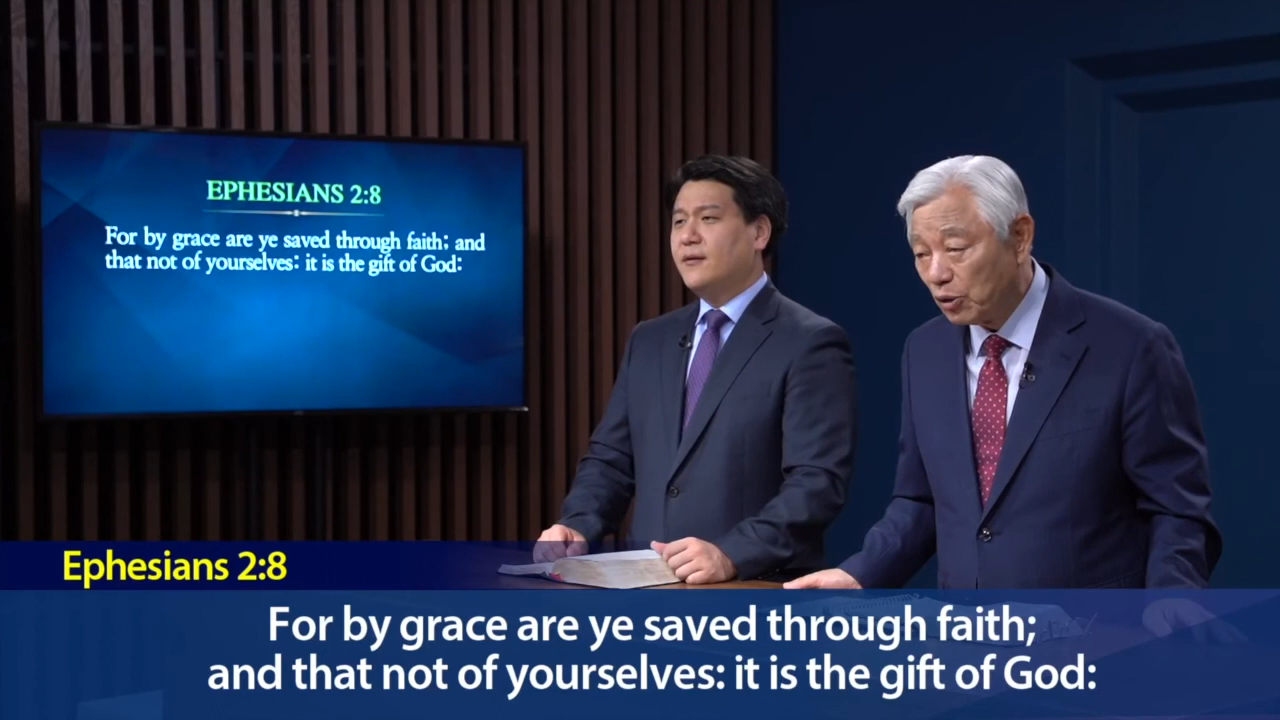 EPHESIANS 2:8
For by grace are ye saved through faith; and
that not of yourselves: it is the gift of God:
Ephesians 2:8
For by grace are ye saved through faith;
and that not of yourselves: it is the gift of God: